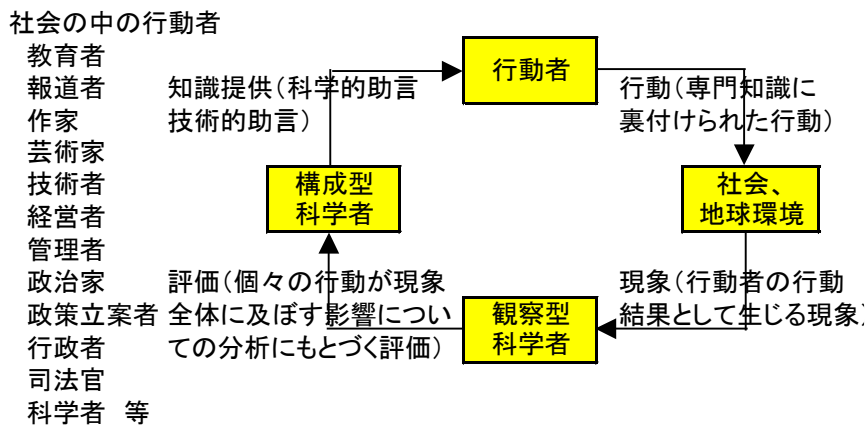 社会の中の行動者
教育者
報道者
作家
芸術家
技術者
経営者
管理者
政治家
政策立案者
行政者
司法官
科学者 等
知識提供(科学的助言
技術的助言)
行動者
行動(専門知識に
裏付けられた行動)
構成型
科学者
社会、
地球環境
評価(個々の行動が現象
全体に及ぼす影響につい
ての分析にもとづく評価)
観察型
科学者
現象(行動者の行動
結果として生じる現象)